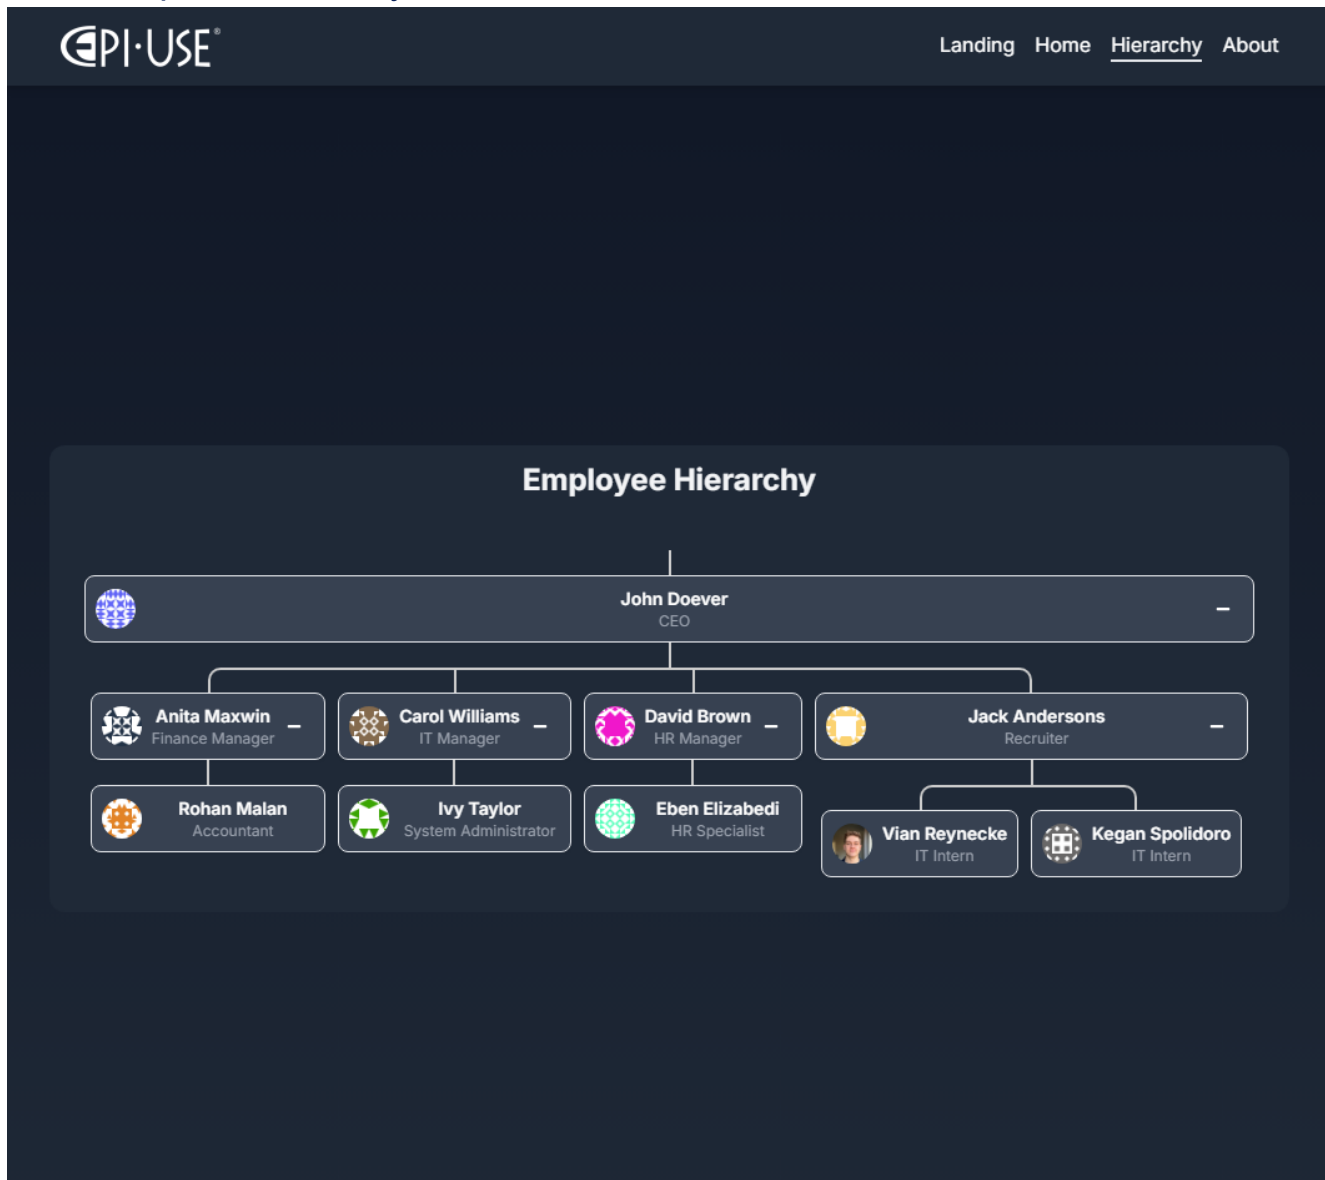 EPI·USE®
Landing Home Hierarchy About
Employee Hierarchy
John Doever
CEO
Anita Maxwin
Finance Manager
Carol Williams
IT Manager
David Brown
HR Manager
Jack Andersons
Recruiter
Rohan Malan
Accountant
Ivy Taylor
System Administrator
Eben Elizabedi
HR Specialist
Vian Reynecke
IT Intern
Kegan Spolidoro
IT Intern